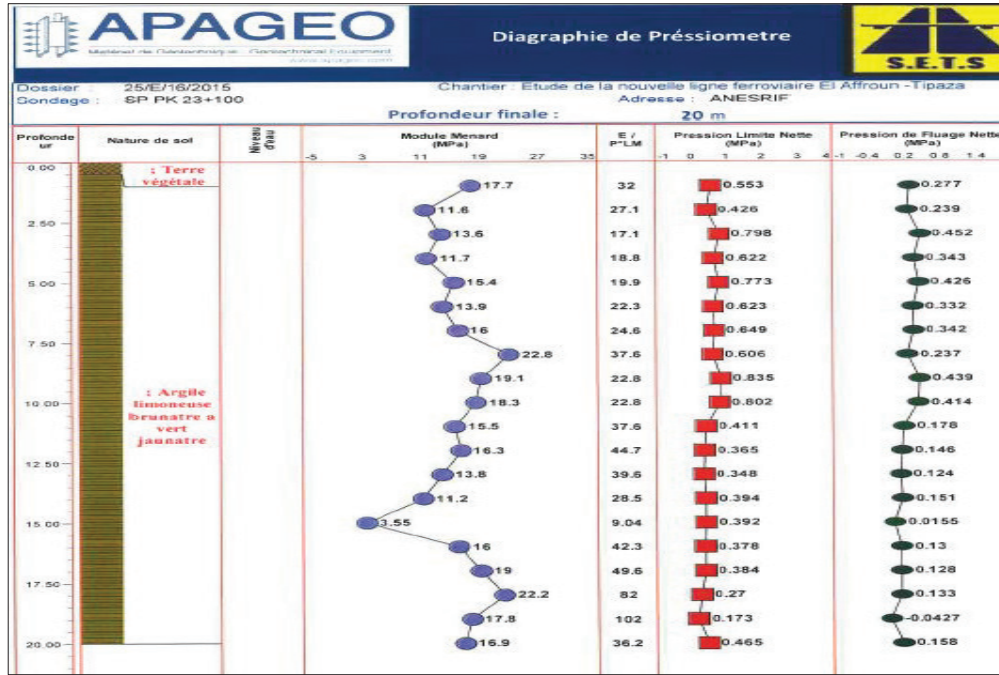 APAGEO
Matériel de Géotechnique - Geotechnical Equipment
www.apageo.com
Diagraphie de Préssiometre
S.E.T.S
Dossier : 25/E/16/2015
Chantier : Etude de la nouvelle ligne ferroviaire El Affroun -Tipaza
Sondage : SP PK 23+100
Adresse : ANESRIF
Profondeur finale : 20 m
Profonde ur
Nature de sol
Niveau d'eau
Module Menard (MPa)
E / P*LM
Pression Limite Nette (MPa)
Pression de Fluage Nette (MPa)
-5 3 11 19 27 35
-1 0 1 2 3 4
-1 -0.4 0.2 0.8 1.4
0.00
: Terre végétale
17.7 32 0.553 0.277
11.6 27.1 0.426 0.239
2.50
13.6 17.1 0.798 0.452
11.7 18.8 0.622 0.343
5.00 15.4 19.9 0.773 0.426
13.9 22.3 0.623 0.332
16 24.6 0.649 0.342
7.50
22.8 37.6 0.606 0.237
19.1 22.8 0.835 0.439
: Argile
limoneuse
brunatre a
vert
jaunatre
10.00 18.3 22.8 0.802 0.414
15.5 37.6 0.411 0.178
16.3 44.7 0.365 0.146
12.50
13.8 39.6 0.348 0.124
11.2 28.5 0.394 0.151
15.00 3.55 9.04 0.392 0.0155
16 42.3 0.378 0.13
19 49.6 0.384 0.128
17.50
22.2 82 0.27 0.133
17.8 102 0.173 -0.0427
20.00 16.9 36.2 0.465 0.158